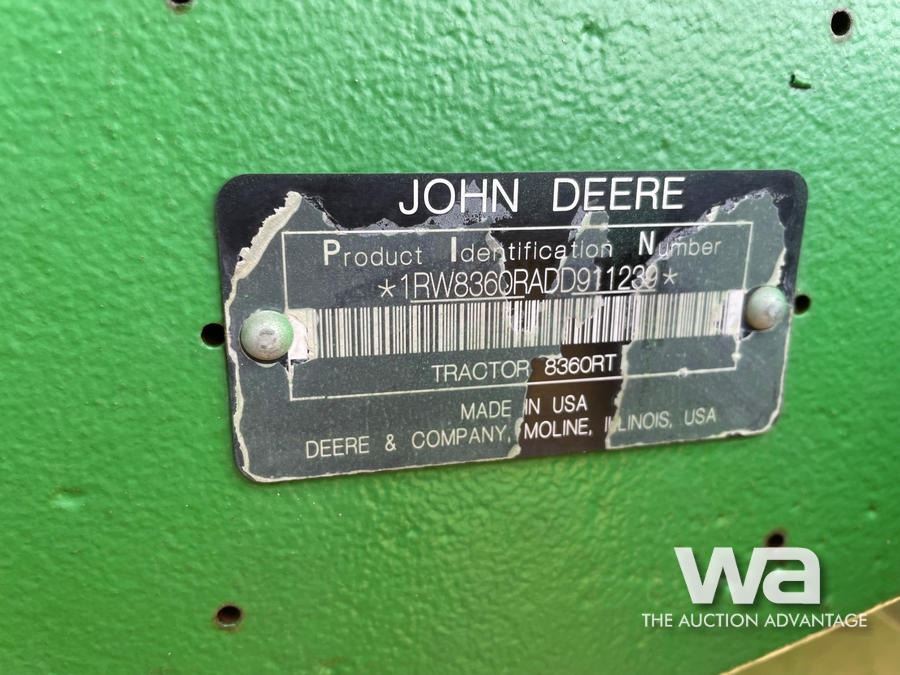 JOHN DEERE
Product Identification Number
*1RW8360RADD911239*
TRACTOR 8360RT
MADE IN USA
DEERE & COMPANY, MOLINE, ILLINOIS, USA
wa
THE AUCTION ADVANTAGE